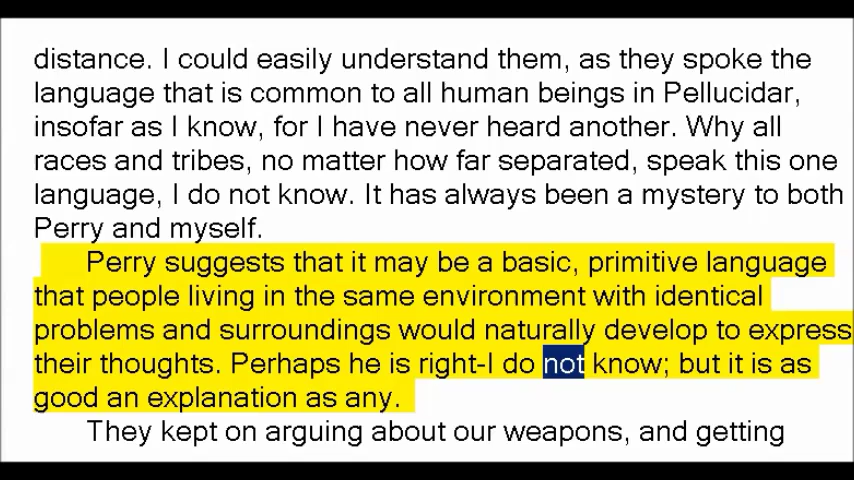 distance. I could easily understand them, as they spoke the
language that is common to all human beings in Pellucidar,
insofar as I know, for I have never heard another. Why all
races and tribes, no matter how far separated, speak this one
language, I do not know. It has always been a mystery to both
Perry and myself.
Perry suggests that it may be a basic, primitive language
that people living in the same environment with identical
problems and surroundings would naturally develop to express
their thoughts. Perhaps he is right-I do not know; but it is as
good an explanation as any.
They kept on arguing about our weapons, and getting